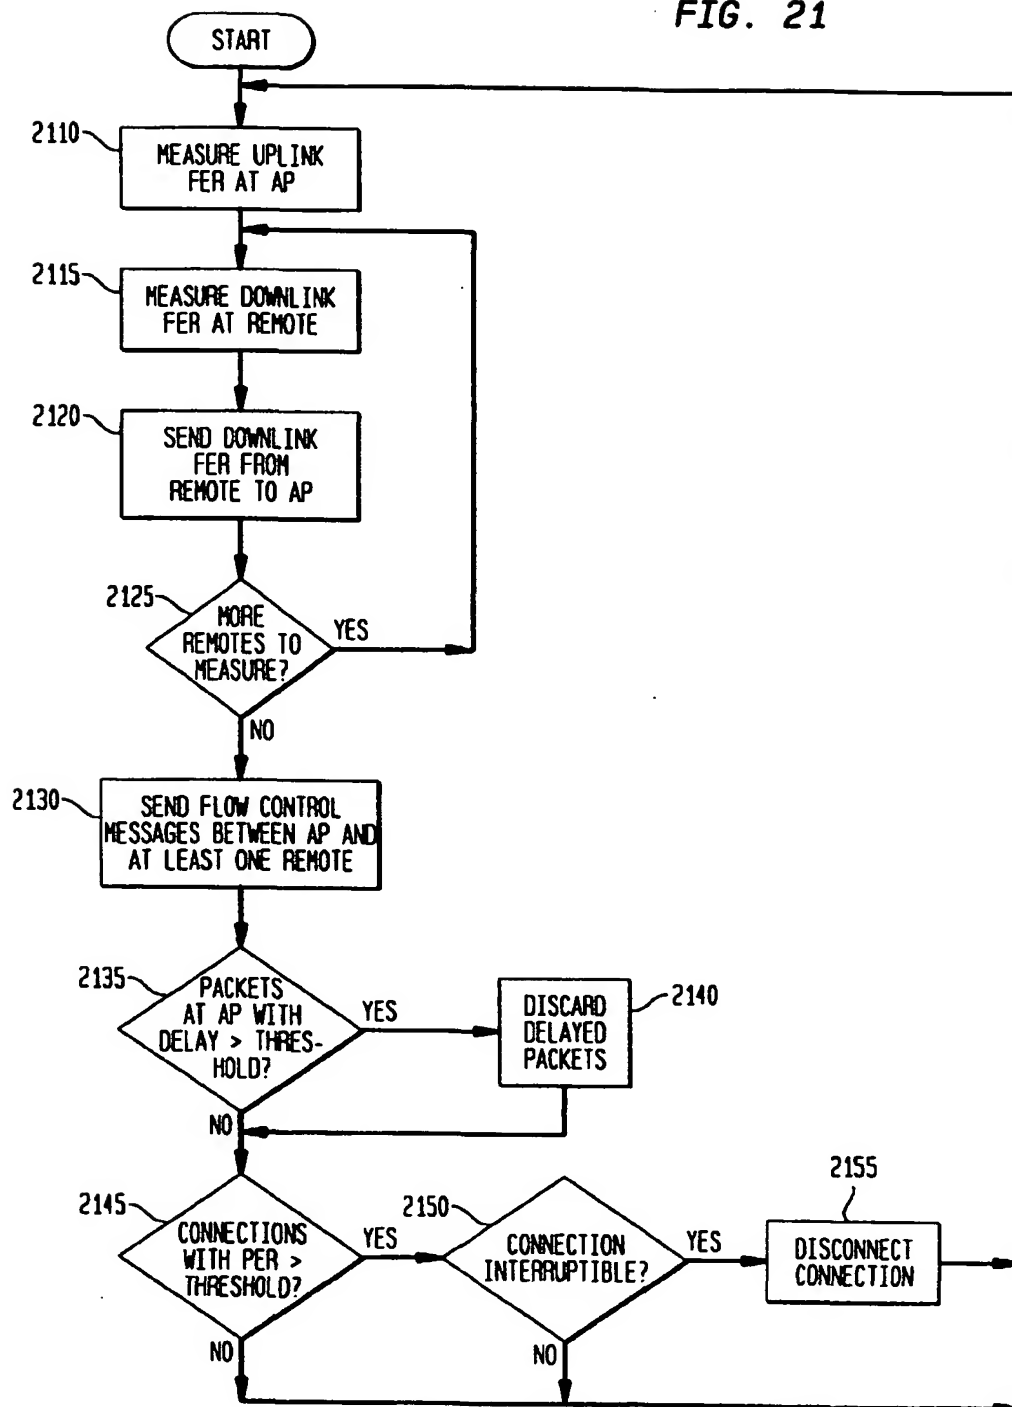 FIG. 21
START
2110
MEASURE UPLINK
FER AT AP
2115
MEASURE DOWNLINK
FER AT REMOTE
2120
SEND DOWNLINK
FER FROM
REMOTE TO AP
2125
MORE
REMOTES TO
MEASURE?
YES
NO
2130
SEND FLOW CONTROL
MESSAGES BETWEEN AP AND
AT LEAST ONE REMOTE
2135
PACKETS
AT AP WITH
DELAY > THRES-
HOLD?
YES
DISCARD
DELAYED
PACKETS
2140
NO
2145
CONNECTIONS
WITH PER >
THRESHOLD?
YES
2150
CONNECTION
INTERRUPTIBLE?
YES
2155
DISCONNECT
CONNECTION
NO
NO